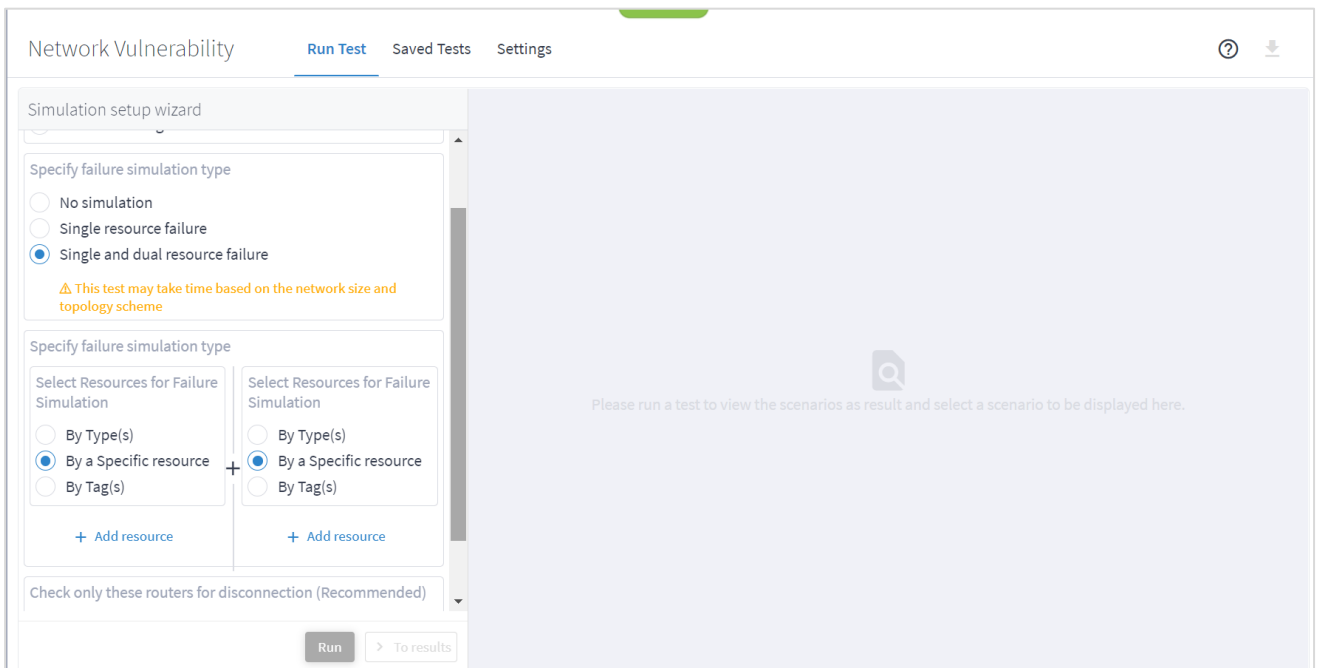 Network Vulnerability
Run Test
Saved Tests
Settings
Simulation setup wizard
Specify failure simulation type
No simulation
Single resource failure
Single and dual resource failure
⚠ This test may take time based on the network size and
topology scheme
Specify failure simulation type
Select Resources for Failure
Simulation
By Type(s)
By a Specific resource
By Tag(s)
+ Add resource
+
Select Resources for Failure
Simulation
By Type(s)
By a Specific resource
By Tag(s)
+ Add resource
Check only these routers for disconnection (Recommended)
Run
> To results
Please run a test to view the scenarios as result and select a scenario to be displayed here.